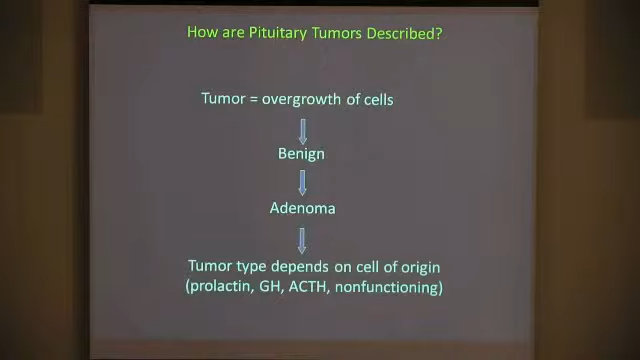 How are Pituitary Tumors Described?
Tumor = overgrowth of cells
Benign
Adenoma
Tumor type depends on cell of origin
(prolactin, GH, ACTH, nonfunctioning)